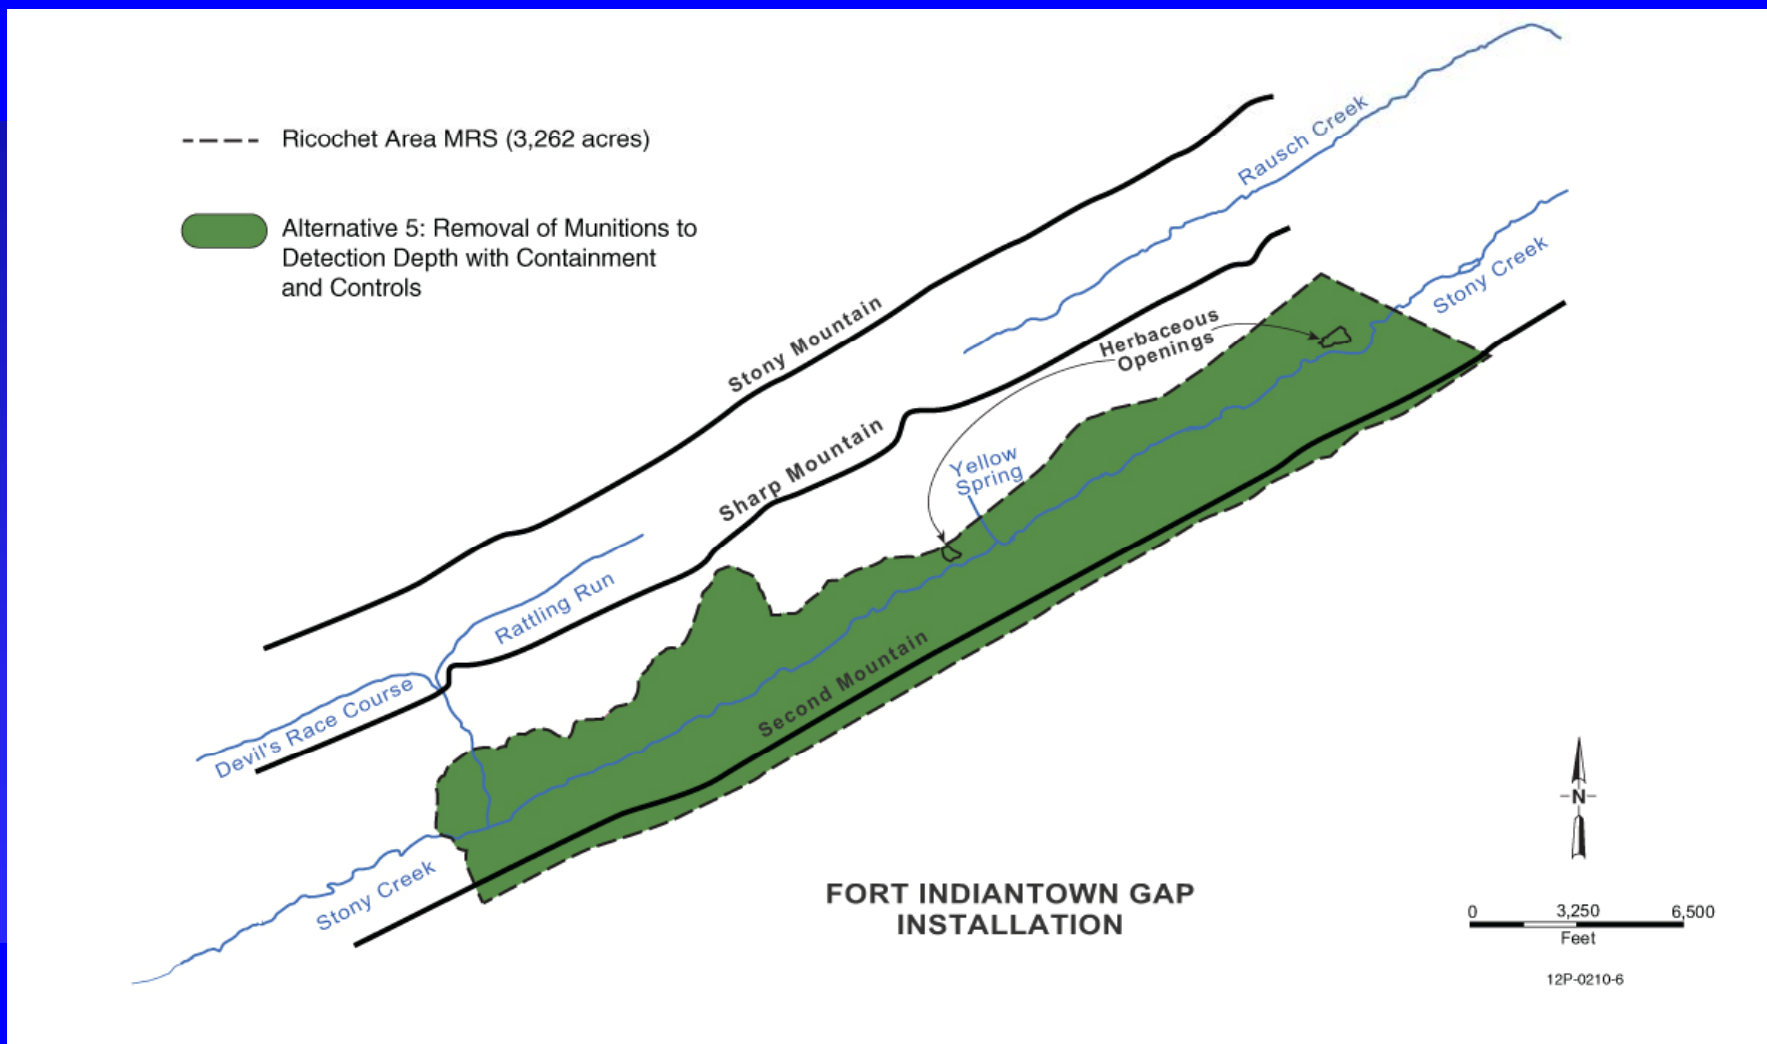 Ricochet Area MRS (3,262 acres)
Alternative 5: Removal of Munitions to
Detection Depth with Containment
and Controls
Rausch Creek
Stony Creek
Stony Mountain
Herbaceous
Openings
Sharp Mountain
Yellow
Spring
Rattling Run
Devil's Race Course
Second Mountain
Stony Creek
FORT INDIANTOWN GAP
INSTALLATION
N
0 3,250 6,500
Feet
12P-0210-6